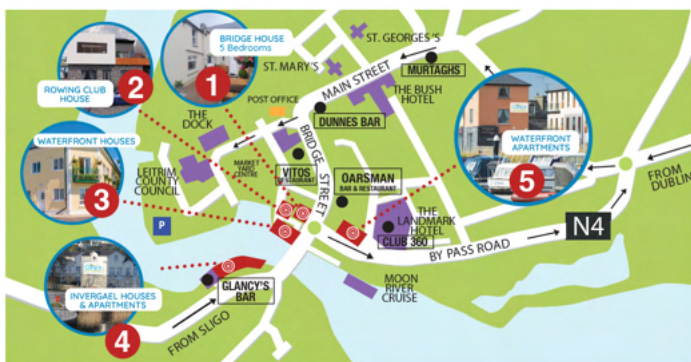 BRIDGE HOUSE
5 Bedrooms
1
ROWING CLUB
HOUSE
2
WATERFRONT HOUSES
3
INVERGAEL HOUSES
& APARTMENTS
4
WATERFRONT
APARTMENTS
5
ST. GEORGES'S
ST. MARY'S
MURTAGHS
MAIN STREET
THE BUSH
HOTEL
POST OFFICE
DUNNES BAR
THE
DOCK
BRIDGE STREET
MARKET
YARD CENTRE
VITOS
RESTAURANT
OARSMAN
BAR & RESTAURANT
LEITRIM
COUNTY
COUNCIL
P
THE
LANDMARK
HOTEL
CLUB 360
FROM
DUBLIN
N4
BY PASS ROAD
MOON
RIVER
CRUISE
GLANCY'S
BAR
FROM SLIGO